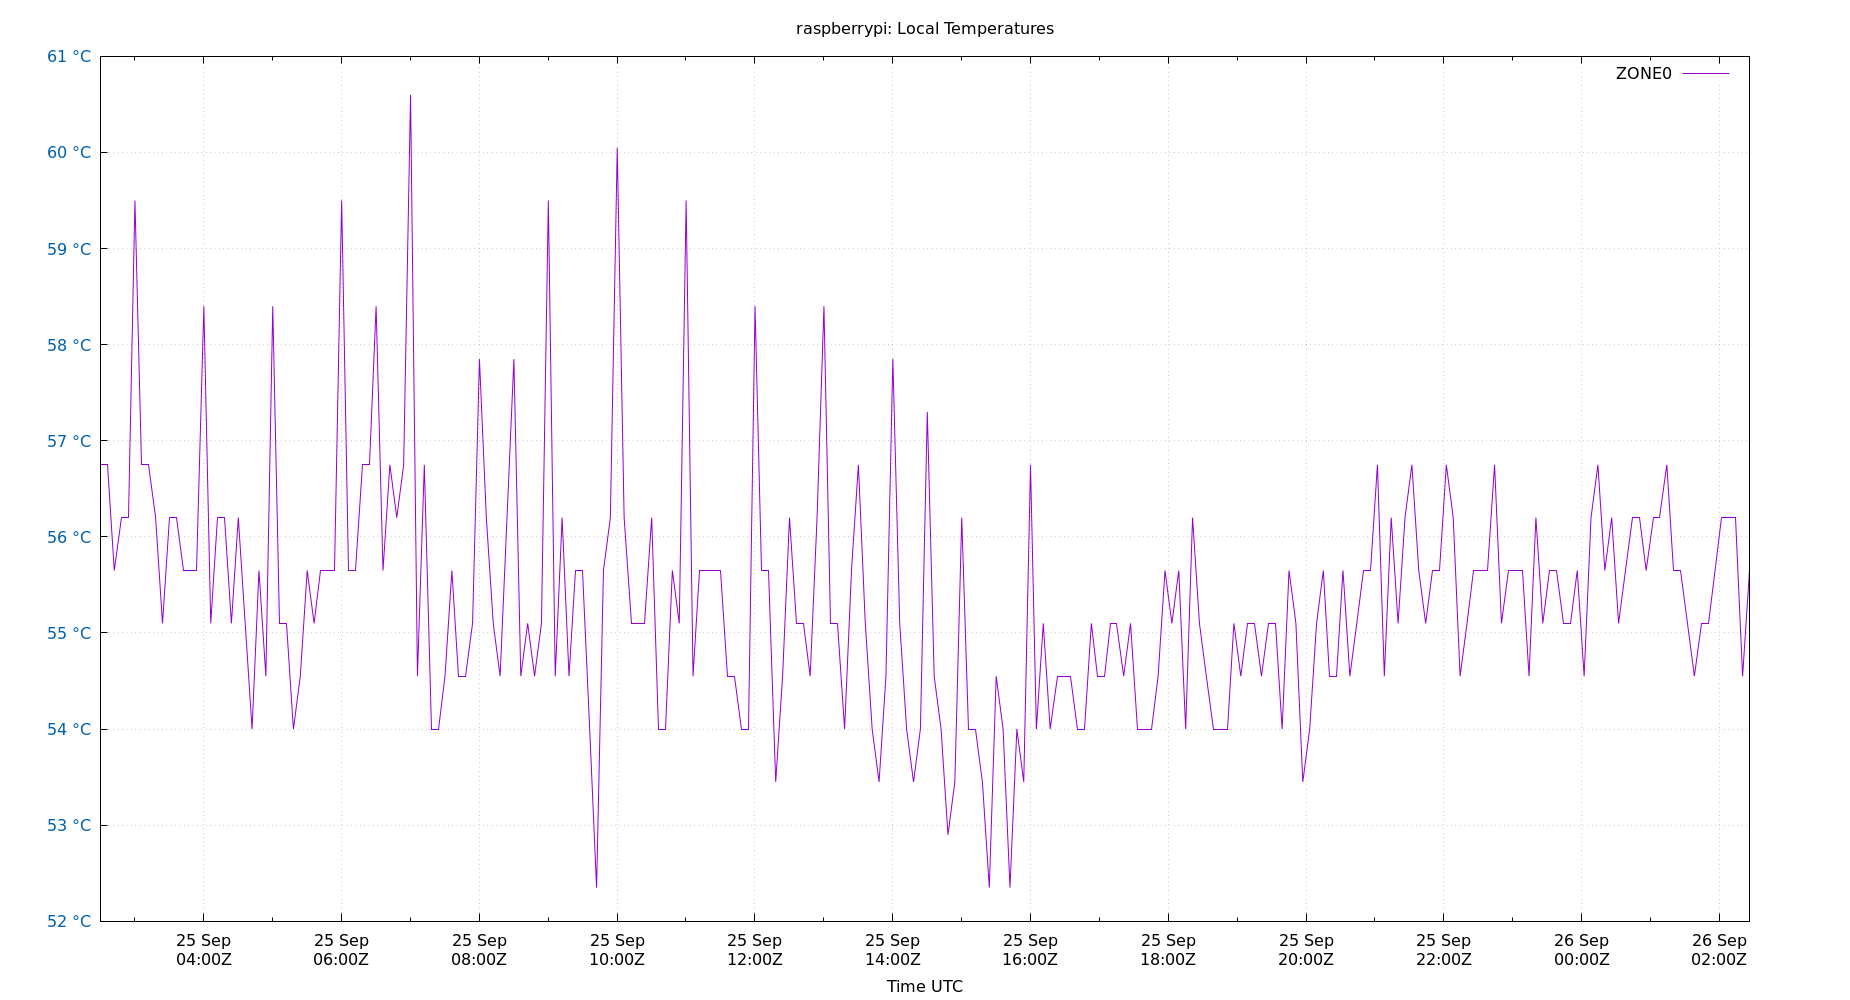 raspberrypi: Local Temperatures
61 °C
ZONE0
60 °C
59 °C
58 °C
57 °C
56 °C
55 °C
54 °C
53 °C
52 °C
25 Sep 25 Sep 25 Sep 25 Sep 25 Sep 25 Sep 25 Sep 25 Sep 25 Sep 25 Sep 26 Sep 26 Sep
04:00Z 06:00Z 08:00Z 10:00Z 12:00Z 14:00Z 16:00Z 18:00Z 20:00Z 22:00Z 00:00Z 02:00Z
Time UTC